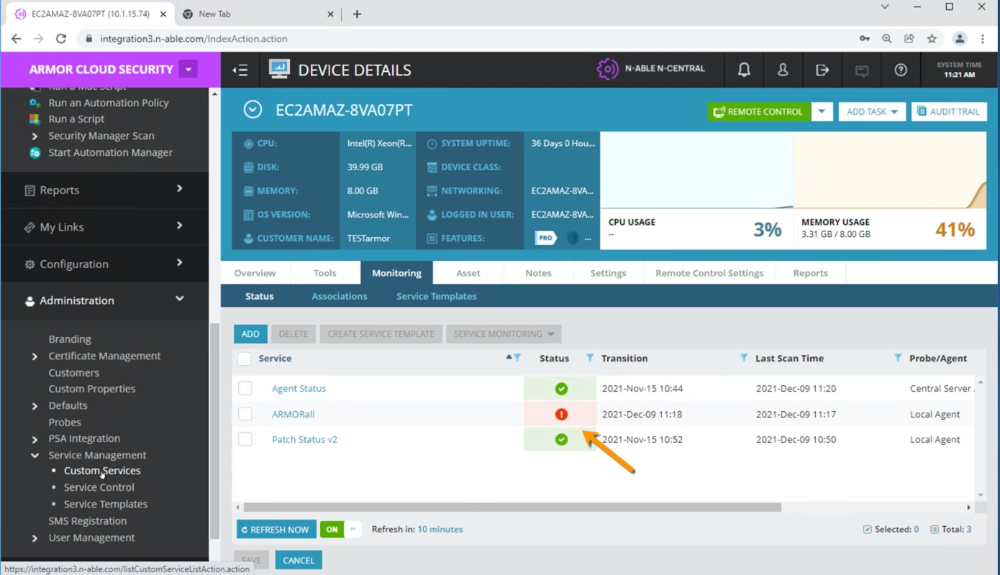 EC2AMAZ-8VA07PT (10.1.15.74)
New Tab
integration3.n-able.com/IndexAction.action
ARMOR CLOUD SECURITY
DEVICE DETAILS
N-ABLE N-CENTRAL
SYSTEM TIME
11:21 AM
Run a Mac Script
Run an Automation Policy
Run a Script
Security Manager Scan
Start Automation Manager
Reports
My Links
Configuration
Administration
Branding
Certificate Management
Customers
Custom Properties
Defaults
Probes
PSA Integration
Service Management
Custom Services
Service Control
Service Templates
SMS Registration
User Management
https://integration3.n-able.com/listCustomServiceListAction.action
EC2AMAZ-8VA07PT
REMOTE CONTROL
ADD TASK
AUDIT TRAIL
CPU: Intel(R) Xeon(R... SYSTEM UPTIME: 36 Days 0 Hou...
DISK: 39.99 GB DEVICE CLASS:
MEMORY: 8.00 GB NETWORKING: EC2AMAZ-8VA...
OS VERSION: Microsoft Win... LOGGED IN USER: EC2AMAZ-8VA...
CUSTOMER NAME: TESTarmor FEATURES: PRO ...
CPU USAGE
--
3%
MEMORY USAGE
3.31 GB / 8.00 GB
41%
Overview Tools Monitoring Asset Notes Settings Remote Control Settings Reports
Status Associations Service Templates
ADD DELETE CREATE SERVICE TEMPLATE SERVICE MONITORING
Service Status Transition Last Scan Time Probe/Agent
Agent Status 2021-Nov-15 10:44 2021-Dec-09 11:20 Central Server
ARMORall 2021-Dec-09 11:18 2021-Dec-09 11:17 Local Agent
Patch Status v2 2021-Nov-15 10:52 2021-Dec-09 10:50 Local Agent
REFRESH NOW ON Refresh in: 10 minutes Selected: 0 Total: 3
SAVE CANCEL